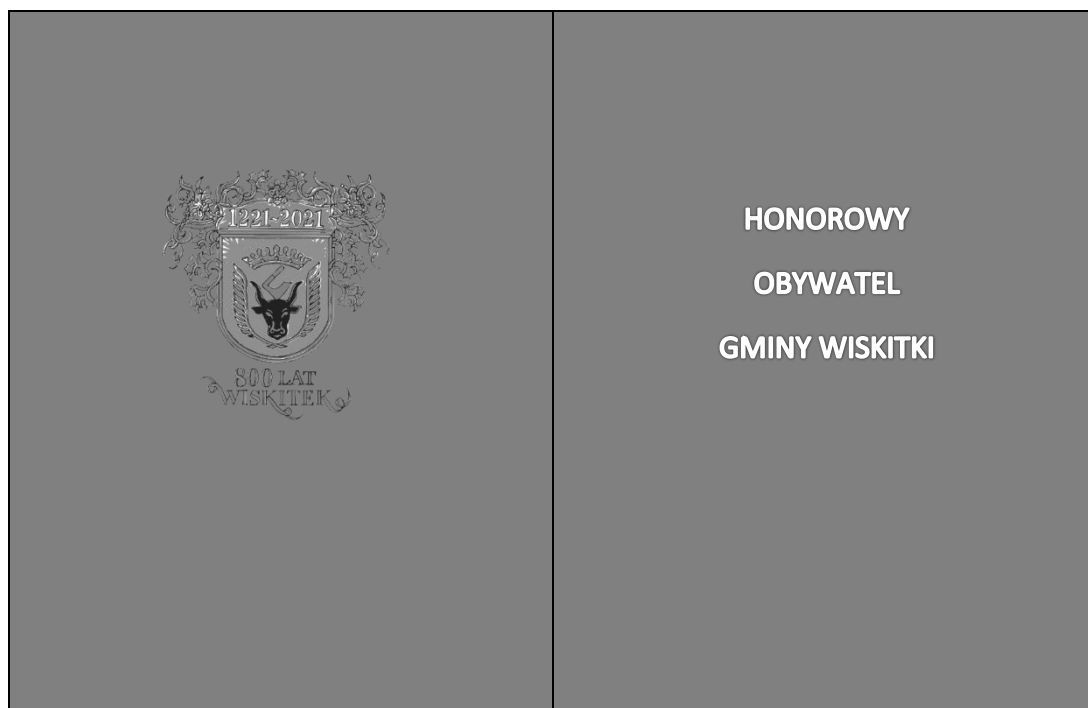 1221-2021
800 LAT
WISKITEK
HONOROWY
OBYWATEL
GMINY WISKITKI